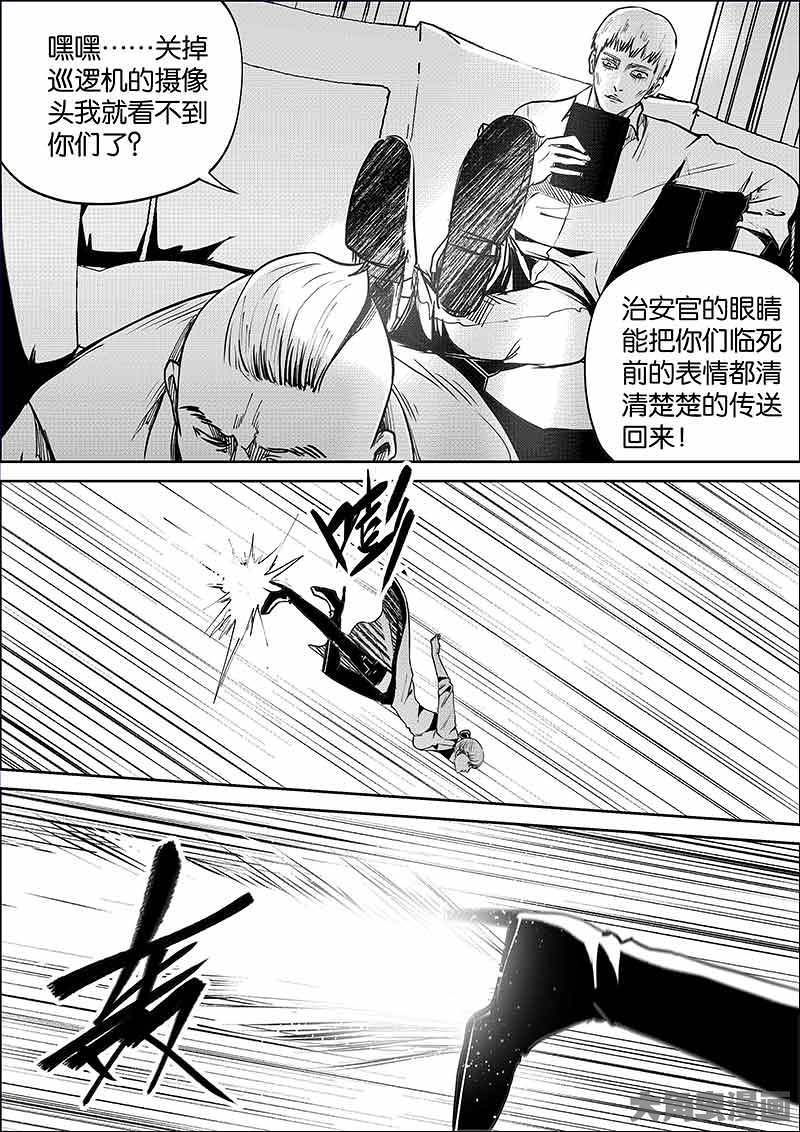 嘿嘿……关掉
巡逻机的摄像
头我就看不到
你们了？
治安官的眼睛
能把你们临死
前的表情都清
清楚楚的传送
回来！
哇
大角虫漫画